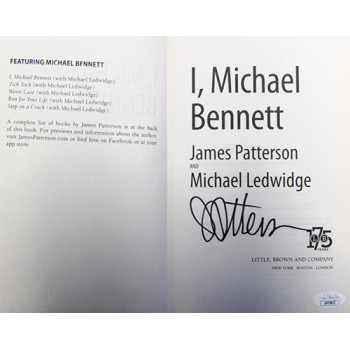 FEATURING MICHAEL BENNETT
I, Michael Bennett (with Michael Ledwidge)
Tick Tock (with Michael Ledwidge)
Worst Case (with Michael Ledwidge)
Run for Your Life (with Michael Ledwidge)
Step on a Crack (with Michael Ledwidge)
A complete list of books by James Patterson is at the back
of this book. For previews and information about the author,
visit JamesPatterson.com or find him on Facebook or at your
app store.
I, Michael
Bennett
James Patterson
AND
Michael Ledwidge
175
YEARS
LITTLE, BROWN AND COMPANY
NEW YORK BOSTON LONDON